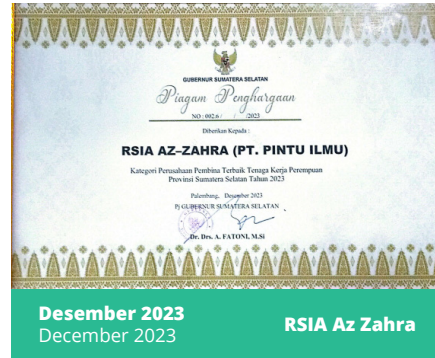 GUBERNUR SUMATERA SELATAN
Piagam Penghargaan
NO : 002.6 / / /2023
Diberikan Kepada :
RSIA AZ–ZAHRA (PT. PINTU ILMU)
Kategori Perusahaan Pembina Terbaik Tenaga Kerja Perempuan
Provinsi Sumatera Selatan Tahun 2023
Palembang, Desember 2023
Pj GUBERNUR SUMATERA SELATAN
Dr. Drs. A. FATONI, M.Si
Desember 2023
December 2023
RSIA Az Zahra